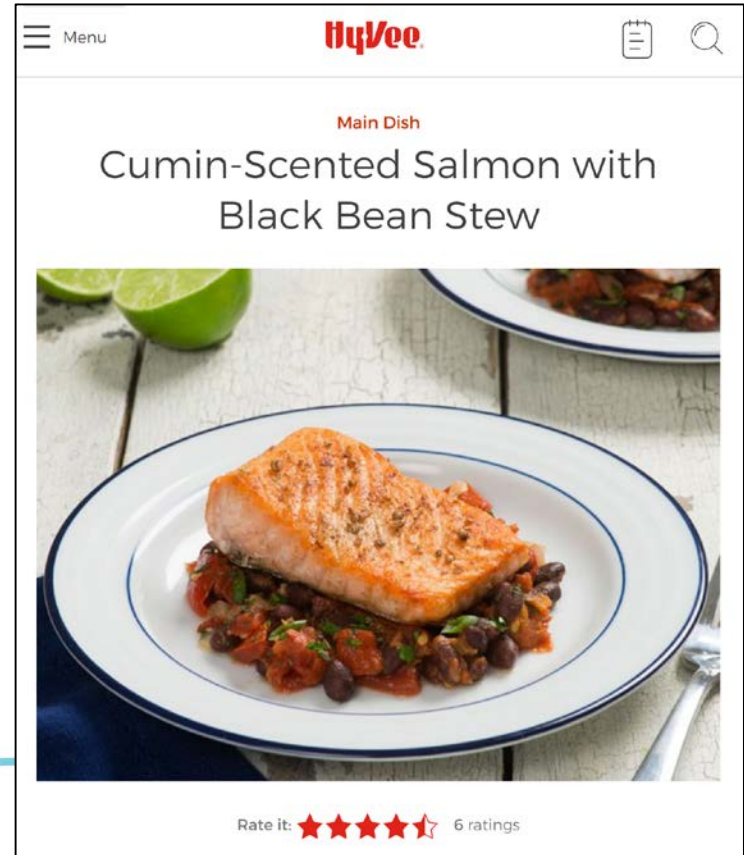 Menu
HyVee
Main Dish
Cumin-Scented Salmon with
Black Bean Stew
Rate it:
6 ratings